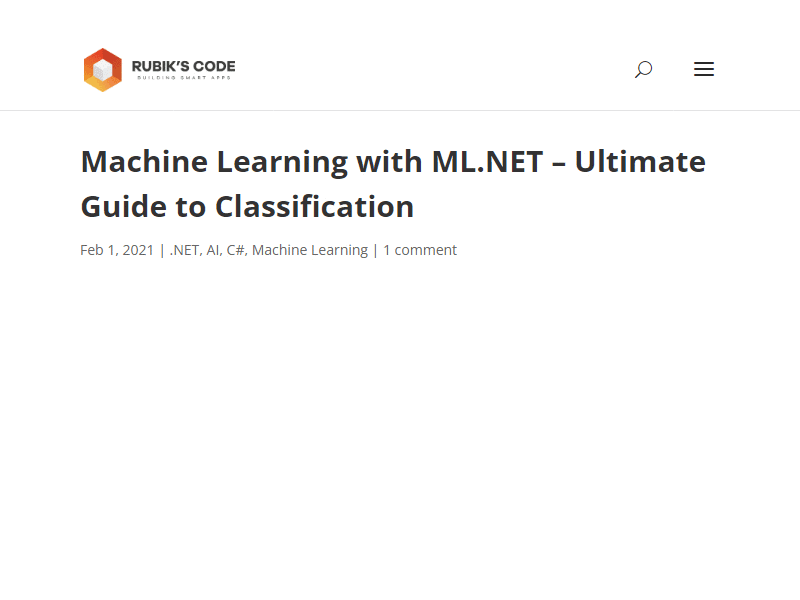 RUBIK'S CODE
BUILDING SMART APPS
Machine Learning with ML.NET – Ultimate
Guide to Classification
Feb 1, 2021 | .NET, AI, C#, Machine Learning | 1 comment